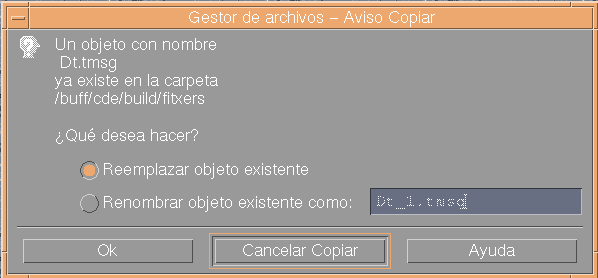 Gestor de archivos – Aviso Copiar
Un objeto con nombre
Dt.tmsg
ya existe en la carpeta
/buff/cde/build/fitxers
¿Qué desea hacer?
Reemplazar objeto existente
Renombrar objeto existente como: Dt_1.tmsg
Ok Cancelar Copiar Ayuda